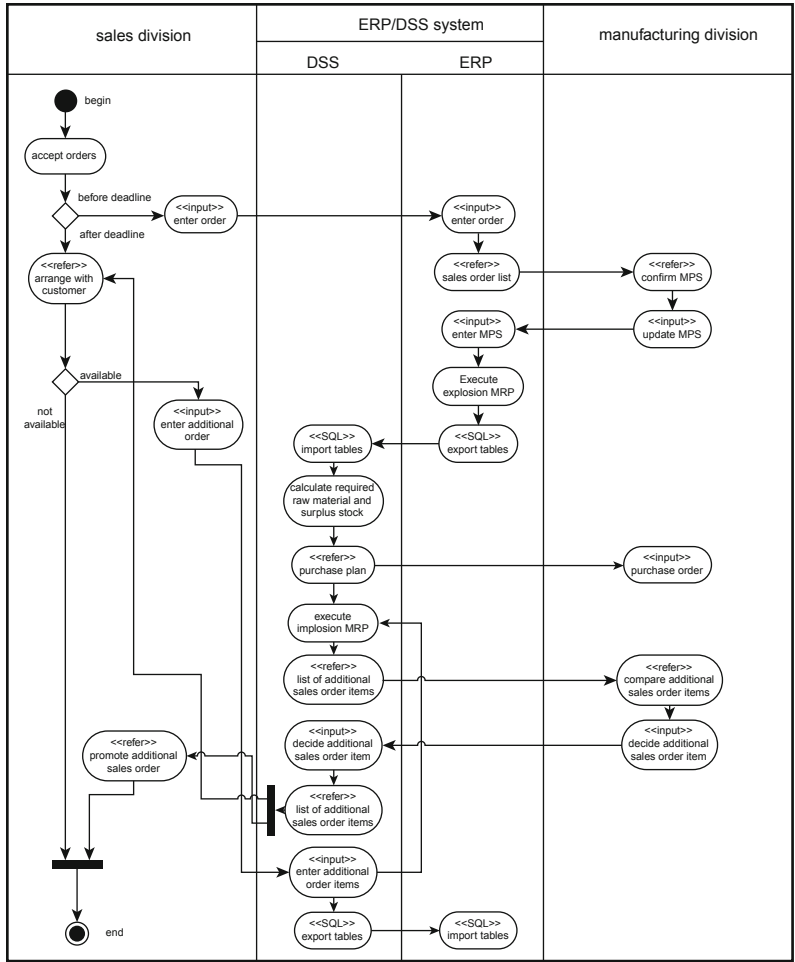 sales division
ERP/DSS system
manufacturing division
DSS
ERP
begin
accept orders
before deadline
after deadline
<<input>>
enter order
<<input>>
enter order
<<refer>>
arrange with
customer
<<refer>>
sales order list
<<refer>>
confirm MPS
<<input>>
enter MPS
<<input>>
update MPS
available
not
available
Execute
explosion MRP
<<input>>
enter additional
order
<<SQL>>
import tables
<<SQL>>
export tables
calculate required
raw material and
surplus stock
<<refer>>
purchase plan
<<input>>
purchase order
execute
implosion MRP
<<refer>>
list of additional
sales order items
<<refer>>
compare additional
sales order items
<<refer>>
promote additional
sales order
<<input>>
decide additional
sales order item
<<input>>
decide additional
sales order item
<<refer>>
list of additional
sales order items
<<input>>
enter additional
order items
end
<<SQL>>
export tables
<<SQL>>
import tables